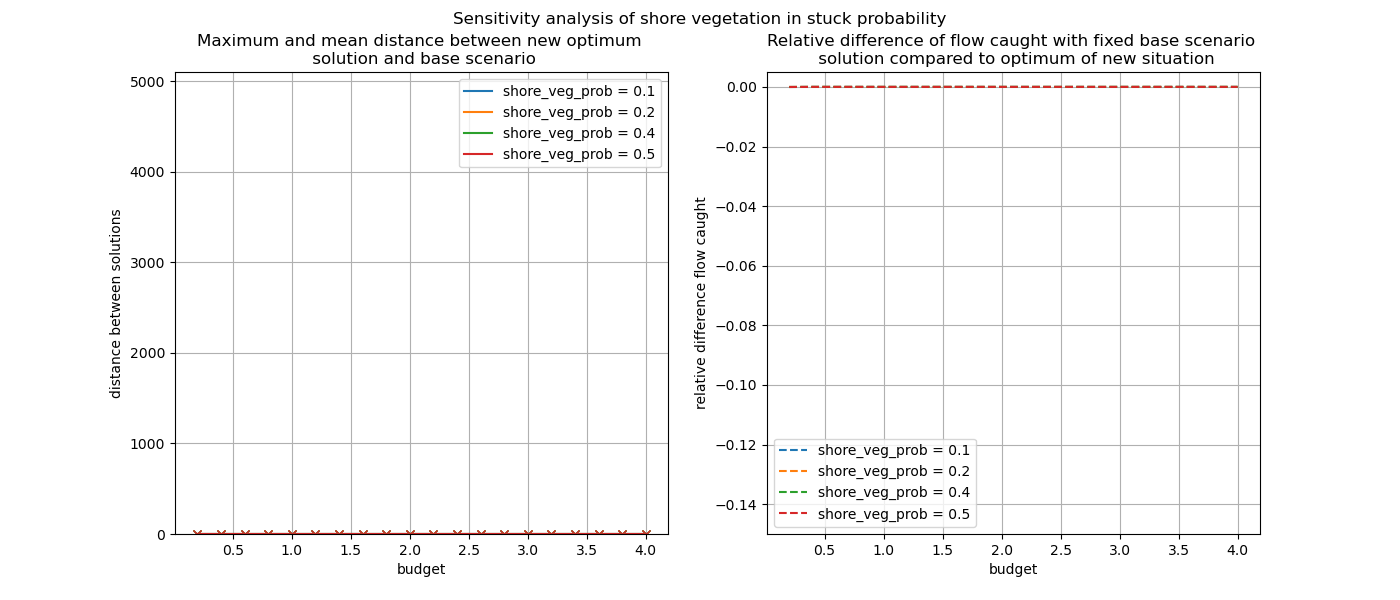 Sensitivity analysis of shore vegetation in stuck probability
Maximum and mean distance between new optimum
solution and base scenario
5000
4000
3000
2000
1000
0
distance between solutions
shore_veg_prob = 0.1
shore_veg_prob = 0.2
shore_veg_prob = 0.4
shore_veg_prob = 0.5
0.5 1.0 1.5 2.0 2.5 3.0 3.5 4.0
budget
Relative difference of flow caught with fixed base scenario
solution compared to optimum of new situation
0.00
−0.02
−0.04
−0.06
−0.08
−0.10
−0.12
−0.14
relative difference flow caught
shore_veg_prob = 0.1
shore_veg_prob = 0.2
shore_veg_prob = 0.4
shore_veg_prob = 0.5
0.5 1.0 1.5 2.0 2.5 3.0 3.5 4.0
budget